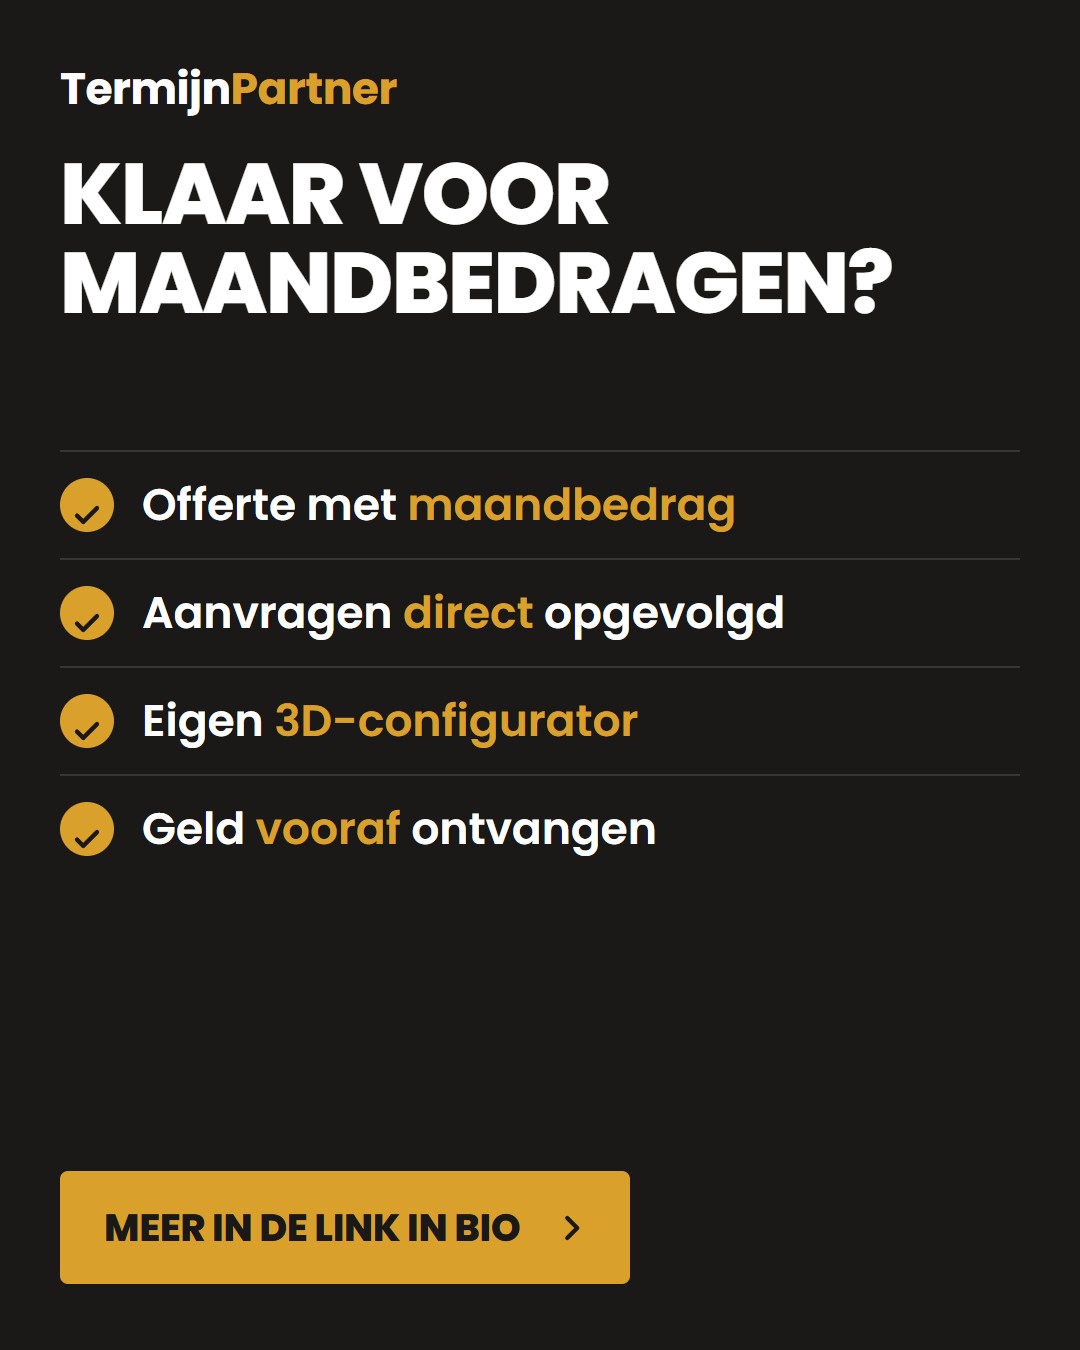 TermijnPartner
KLAAR VOOR
MAANDBEDRAGEN?
Offerte met maandbedrag
Aanvragen direct opgevolgd
Eigen 3D-configurator
Geld vooraf ontvangen
MEER IN DE LINK IN BIO